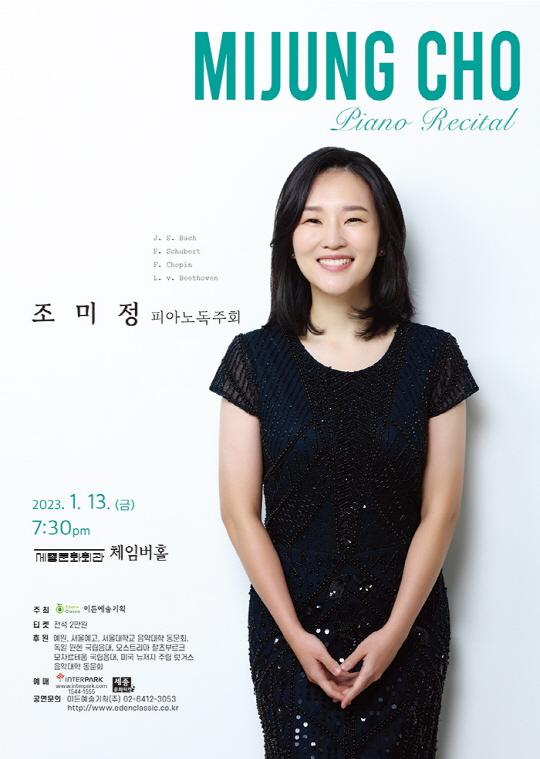 MIJUNG CHO
Piano Recital
J. S. Bach
F. Schubert
F. Chopin
L. v. Beethoven
조 미 정 피아노독주회
2023. 1. 13. (금)
7:30pm
세종문화회관 체임버홀
주 최 이든예술기획
티 켓 전석 2만원
후 원 예원, 서울예고, 서울대학교 음악대학 동문회,
독일 뮌헨 국립음대, 오스트리아 잘츠부르크
모차르테움 국립음대, 미국 뉴저지 주립 럿거스
음악대학 동문회
예 매 INTERPARK
www.interpark.com
1544-1555
공연문의 이든예술기획(주) 02-6412-3053
http://www.edenclassic.co.kr